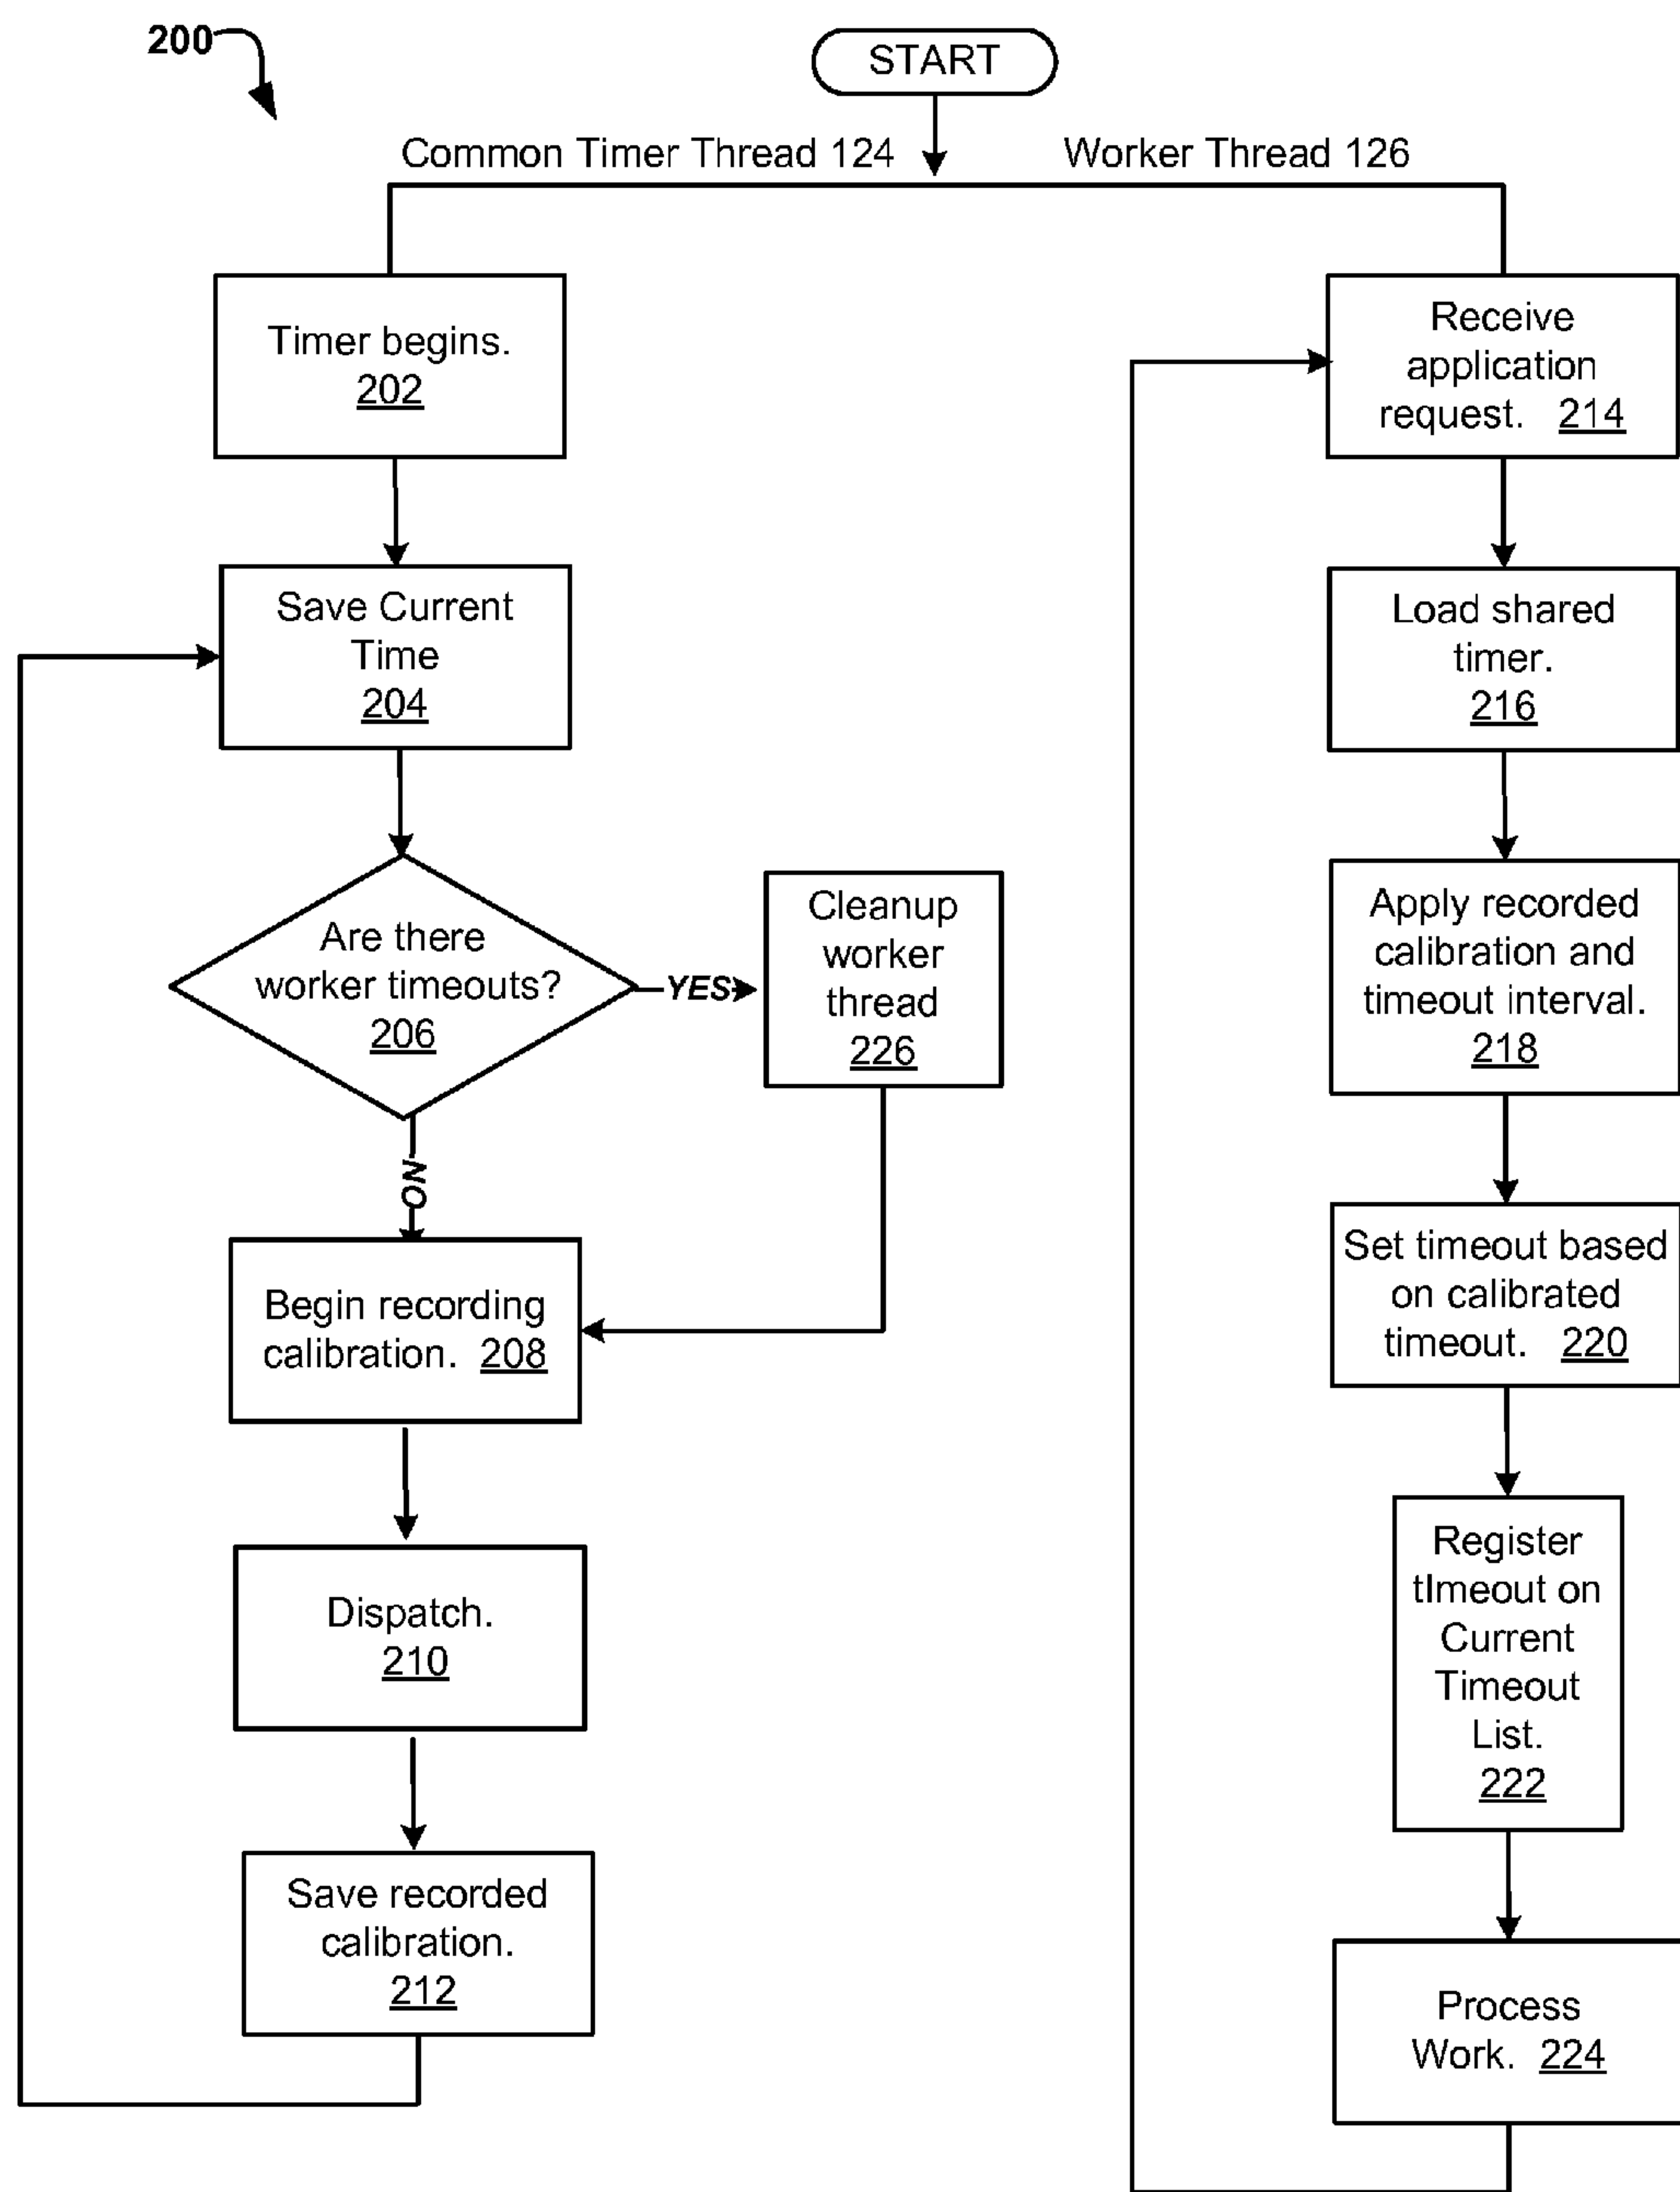 200
START
Common Timer Thread 124
Worker Thread 126
Timer begins.
202
Save Current
Time
204
Are there
worker timeouts?
206
YES
Cleanup
worker
thread
226
NO
Begin recording
calibration. 208
Dispatch.
210
Save recorded
calibration.
212
Receive
application
request. 214
Load shared
timer.
216
Apply recorded
calibration and
timeout interval.
218
Set timeout based
on calibrated
timeout. 220
Register
tImeout on
Current
Timeout
List.
222
Process
Work. 224